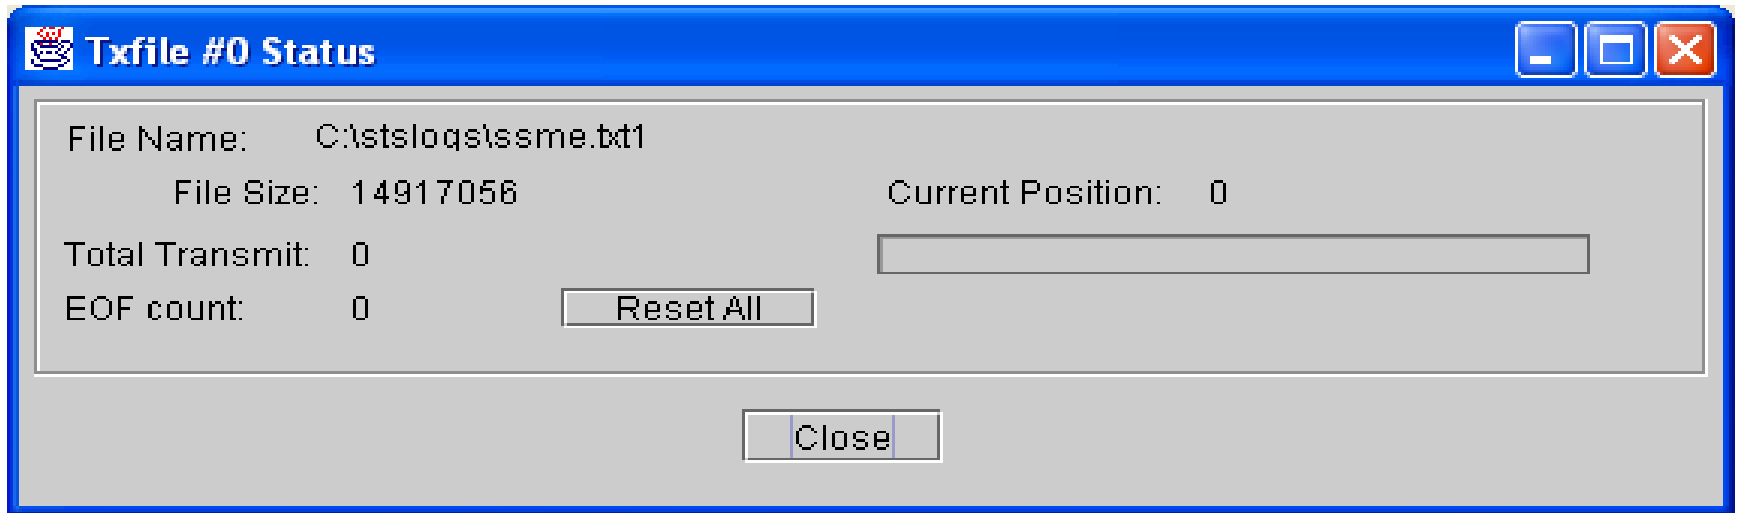 Txfile #0 Status
File Name: C:\stslogs\ssme.txt1
File Size: 14917056 Current Position: 0
Total Transmit: 0
EOF count: 0 Reset All
Close